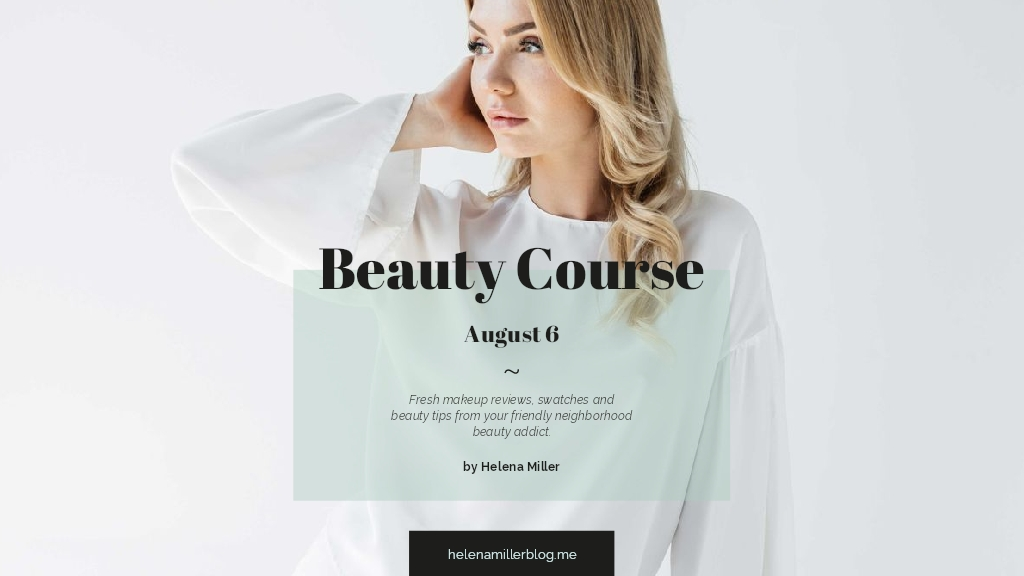 Beauty Course
August 6
~
Fresh makeup reviews, swatches and
beauty tips from your friendly neighborhood
beauty addict.
by Helena Miller
helenamillerblog.me